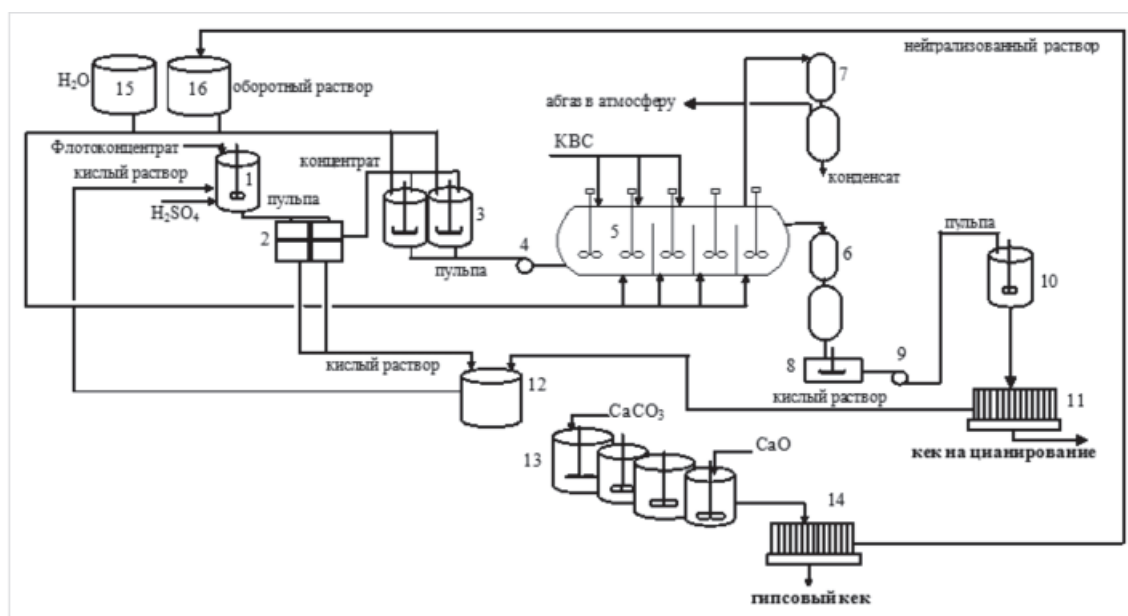 нейтрализованный раствор
H₂O
15
16
оборотный раствор
7
абгаз в атмосферу
КВС
Флотоконцентрат
концентрат
кислый раствор
1
конденсат
пульпа
H₂SO₄
2
3
4
5
6
пульпа
пульпа
10
8
9
кислый раствор
12
кислый раствор
11
CaCO₃
кек на цианирование
13
CaO
14
гипсовый кек